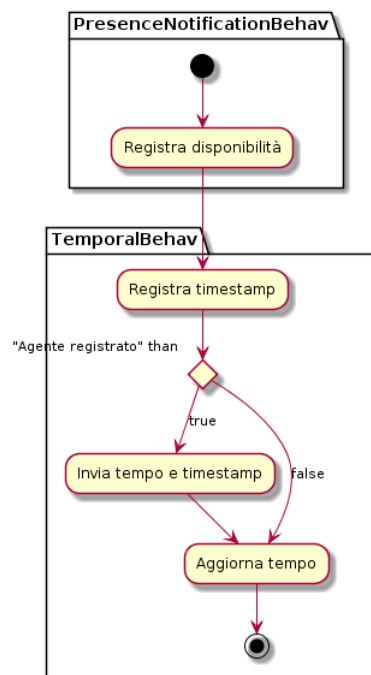 PresenceNotificationBehav
Registra disponibilità
TemporalBehav
Registra timestamp
"Agente registrato" than
true
Invia tempo e timestamp
false
Aggiorna tempo